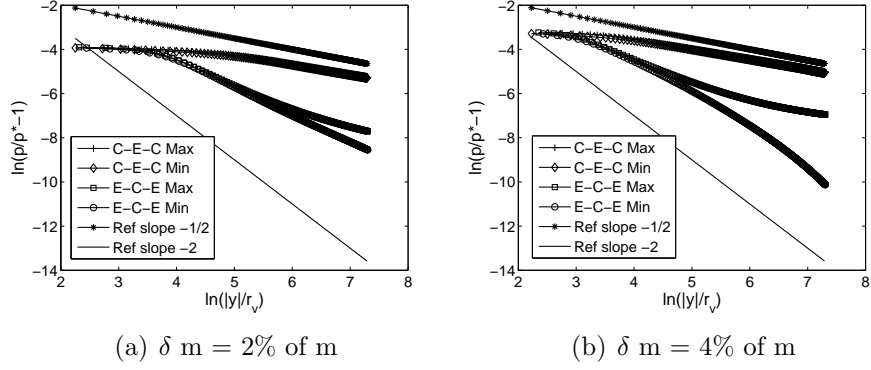 −2
−4
−6
−8
−10
−12
−14
ln(p/p*−1)
C−E−C Max
C−E−C Min
E−C−E Max
E−C−E Min
Ref slope −1/2
Ref slope −2
2 3 4 5 6 7 8
ln(|y|/r_v)
(a) δ m = 2% of m
−2
−4
−6
−8
−10
−12
−14
ln(p/p*−1)
C−E−C Max
C−E−C Min
E−C−E Max
E−C−E Min
Ref slope −1/2
Ref slope −2
2 3 4 5 6 7 8
ln(|y|/r_v)
(b) δ m = 4% of m